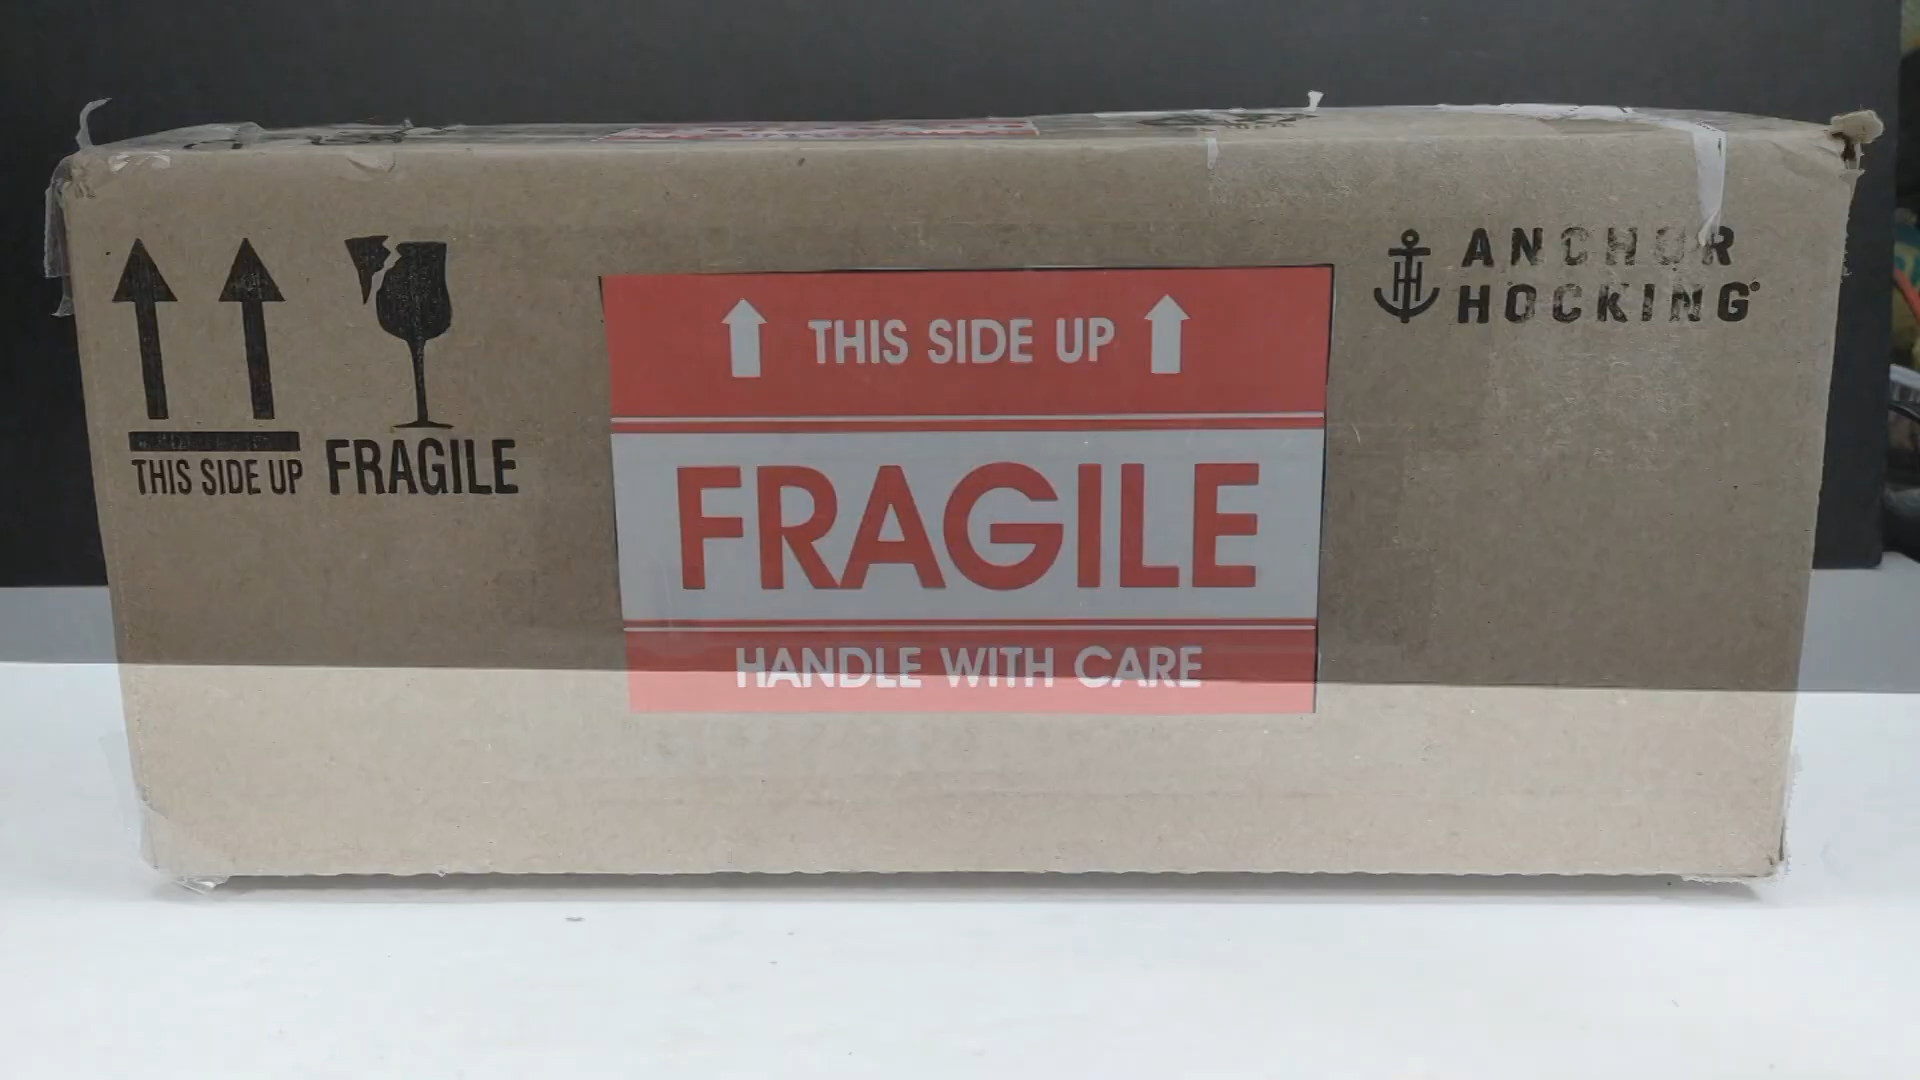 THIS SIDE UP
FRAGILE
THIS SIDE UP
FRAGILE
HANDLE WITH CARE
ANCHOR
HOCKING